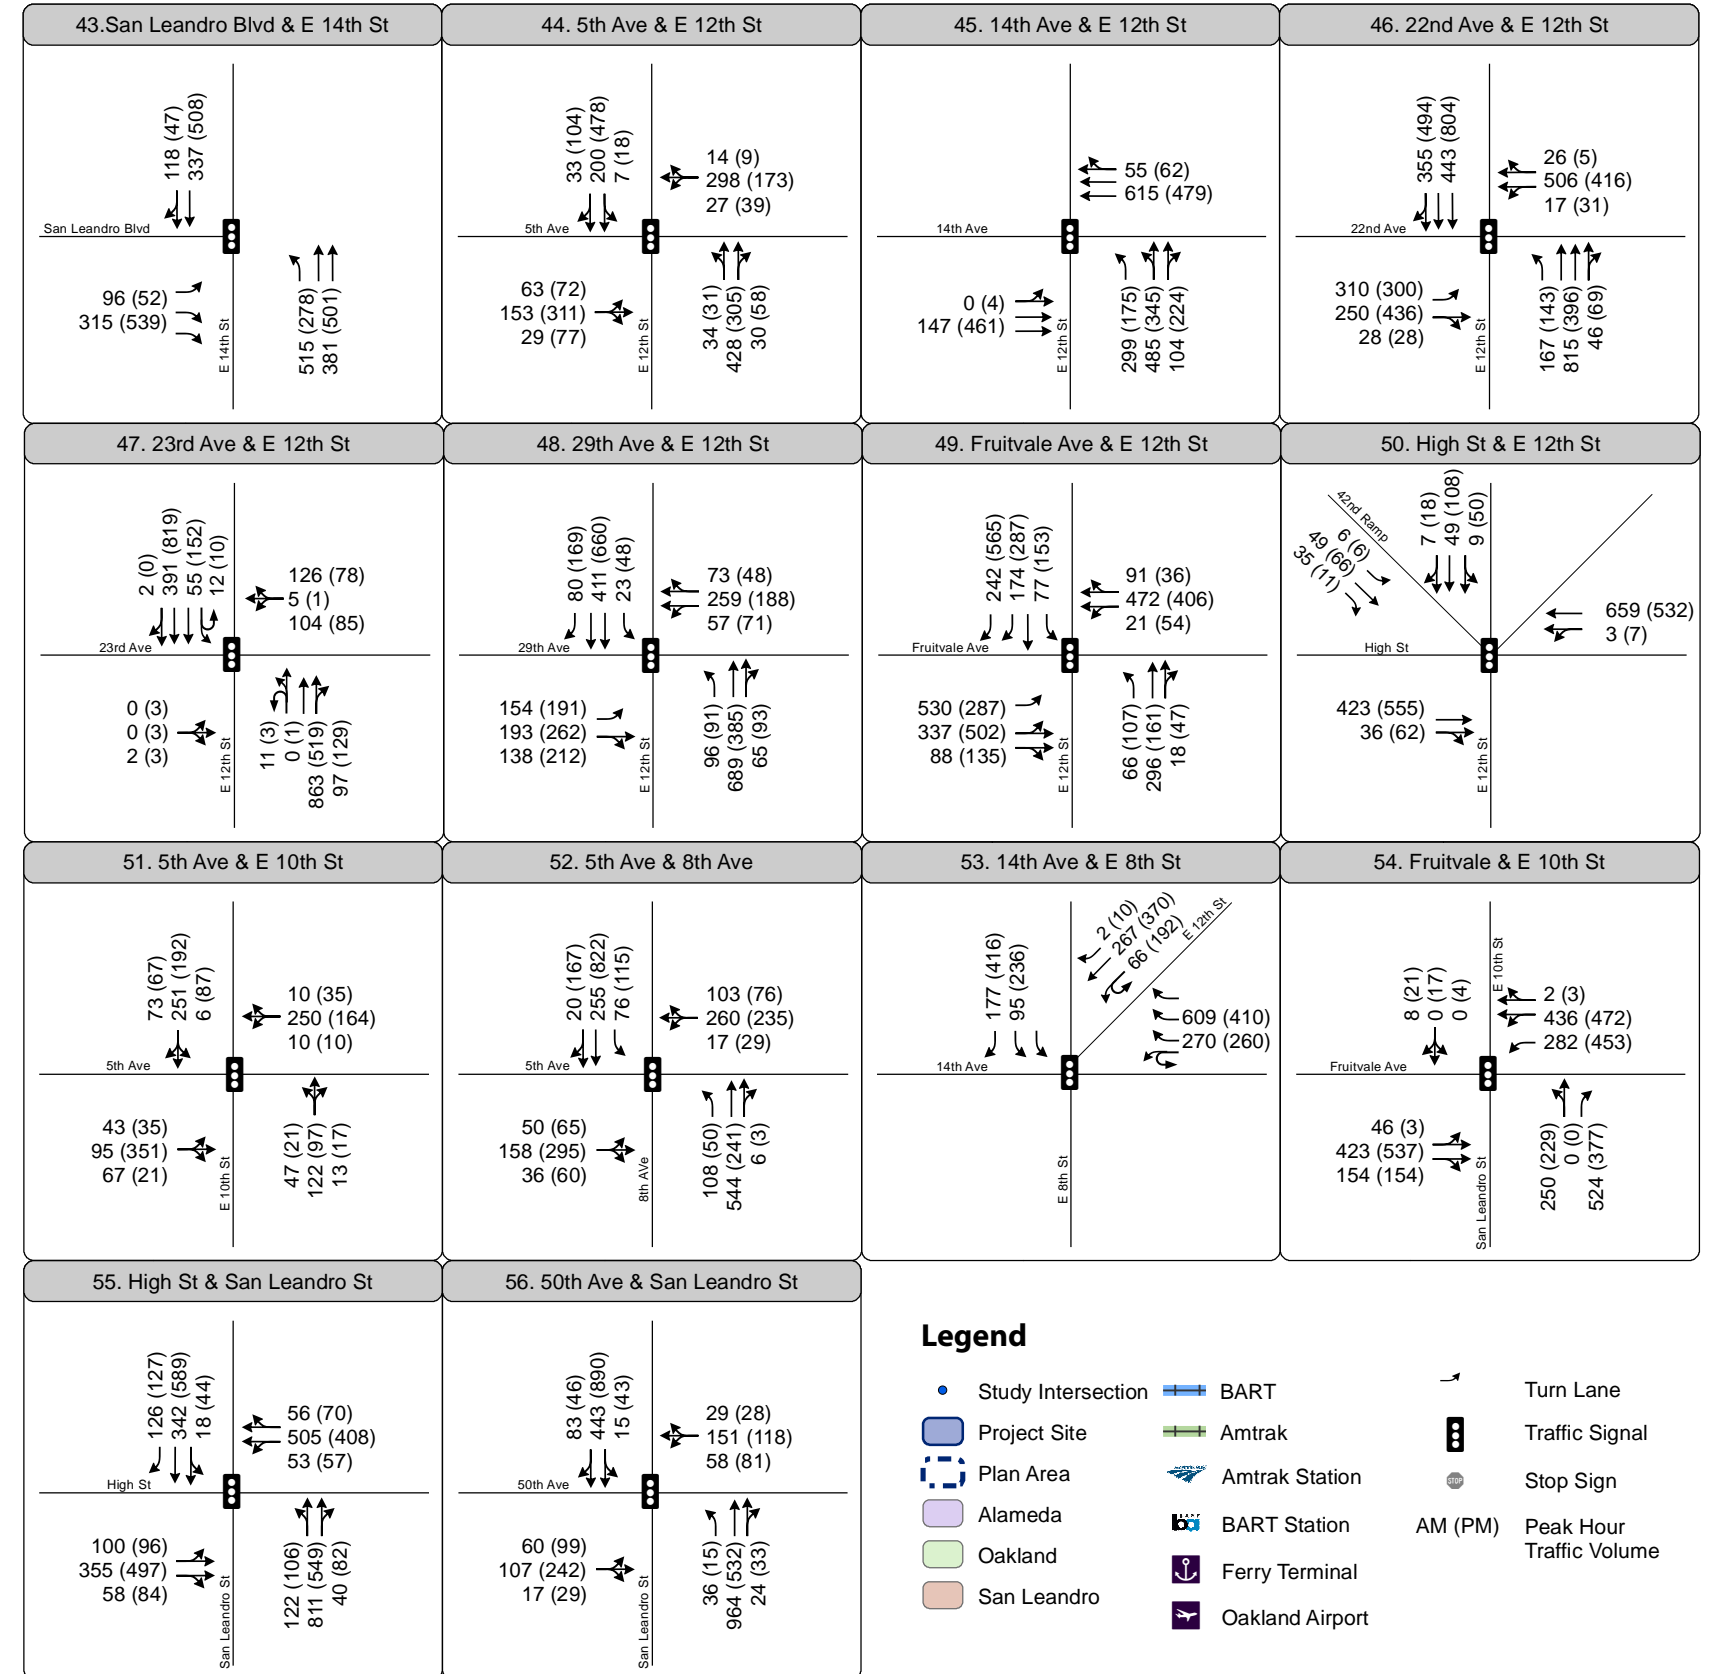 43.San Leandro Blvd & E 14th St
118 (47)
337 (508)
San Leandro Blvd
96 (52)
315 (539)
E 14th St
515 (278)
381 (501)
44. 5th Ave & E 12th St
33 (104)
200 (478)
7 (18)
14 (9)
298 (173)
27 (39)
5th Ave
63 (72)
153 (311)
29 (77)
E 12th St
34 (31)
428 (305)
30 (58)
45. 14th Ave & E 12th St
55 (62)
615 (479)
14th Ave
0 (4)
147 (461)
E 12th St
299 (175)
485 (345)
104 (224)
46. 22nd Ave & E 12th St
355 (494)
443 (804)
26 (5)
506 (416)
17 (31)
22nd Ave
310 (300)
250 (436)
28 (28)
E 12th St
167 (143)
815 (396)
46 (69)
47. 23rd Ave & E 12th St
2 (0)
391 (819)
55 (152)
12 (10)
126 (78)
5 (1)
104 (85)
23rd Ave
0 (3)
0 (3)
2 (3)
E 12th St
11 (3)
0 (1)
863 (519)
97 (129)
48. 29th Ave & E 12th St
80 (169)
411 (660)
23 (48)
73 (48)
259 (188)
57 (71)
29th Ave
154 (191)
193 (262)
138 (212)
E 12th St
96 (91)
689 (385)
65 (93)
49. Fruitvale Ave & E 12th St
242 (565)
174 (287)
77 (153)
91 (36)
472 (406)
21 (54)
Fruitvale Ave
530 (287)
337 (502)
88 (135)
E 12th St
66 (107)
296 (161)
18 (47)
50. High St & E 12th St
42nd Ramp
6 (6)
49 (66)
35 (11)
7 (18)
49 (108)
9 (50)
659 (532)
3 (7)
High St
423 (555)
36 (62)
E 12th St
51. 5th Ave & E 10th St
73 (67)
251 (192)
6 (87)
10 (35)
250 (164)
10 (10)
5th Ave
43 (35)
95 (351)
67 (21)
E 10th St
47 (21)
122 (97)
13 (17)
52. 5th Ave & 8th Ave
20 (167)
255 (822)
76 (115)
103 (76)
260 (235)
17 (29)
5th Ave
50 (65)
158 (295)
36 (60)
8th AVe
108 (50)
544 (241)
6 (3)
53. 14th Ave & E 8th St
177 (416)
95 (236)
2 (10)
267 (370)
66 (192)
E 12th St
609 (410)
270 (260)
14th Ave
E 8th St
54. Fruitvale & E 10th St
8 (21)
0 (17)
0 (4)
E 10th St
2 (3)
436 (472)
282 (453)
Fruitvale Ave
46 (3)
423 (537)
154 (154)
San Leandro St
250 (229)
0 (0)
524 (377)
55. High St & San Leandro St
126 (127)
342 (589)
18 (44)
56 (70)
505 (408)
53 (57)
High St
100 (96)
355 (497)
58 (84)
San Leandro St
122 (106)
811 (549)
40 (82)
56. 50th Ave & San Leandro St
83 (46)
443 (890)
15 (43)
29 (28)
151 (118)
58 (81)
50th Ave
60 (99)
107 (242)
17 (29)
San Leandro St
36 (15)
964 (532)
24 (33)
Legend
Study Intersection
Project Site
Plan Area
Alameda
Oakland
San Leandro
BART
Amtrak
Amtrak Station
BART Station
Ferry Terminal
Oakland Airport
Turn Lane
Traffic Signal
STOP
Stop Sign
AM (PM)
Peak Hour
Traffic Volume